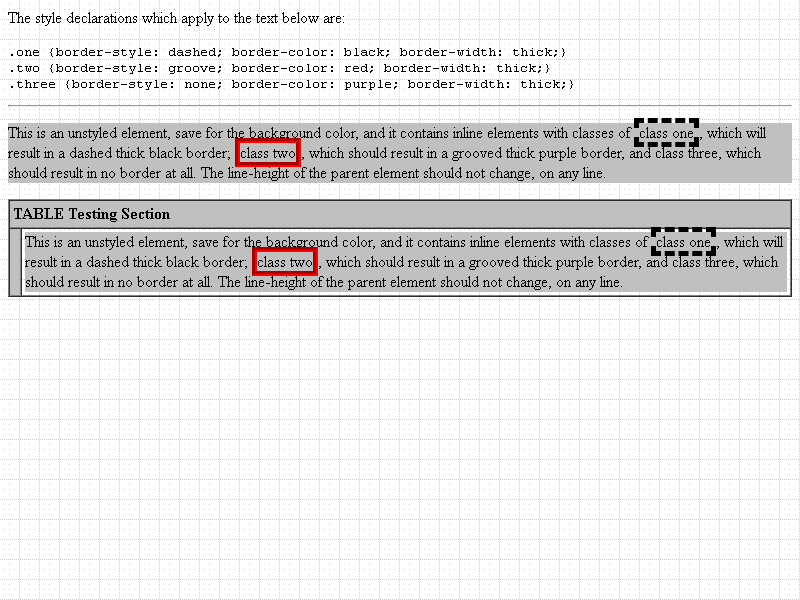 The style declarations which apply to the text below are:
.one {border-style: dashed; border-color: black; border-width: thick;}
.two {border-style: groove; border-color: red; border-width: thick;}
.three {border-style: none; border-color: purple; border-width: thick;}
This is an unstyled element, save for the background color, and it contains inline elements with classes of class one, which will
result in a dashed thick black border; class two, which should result in a grooved thick purple border, and class three, which
should result in no border at all. The line-height of the parent element should not change, on any line.
TABLE Testing Section
This is an unstyled element, save for the background color, and it contains inline elements with classes of class one, which will
result in a dashed thick black border; class two, which should result in a grooved thick purple border, and class three, which
should result in no border at all. The line-height of the parent element should not change, on any line.